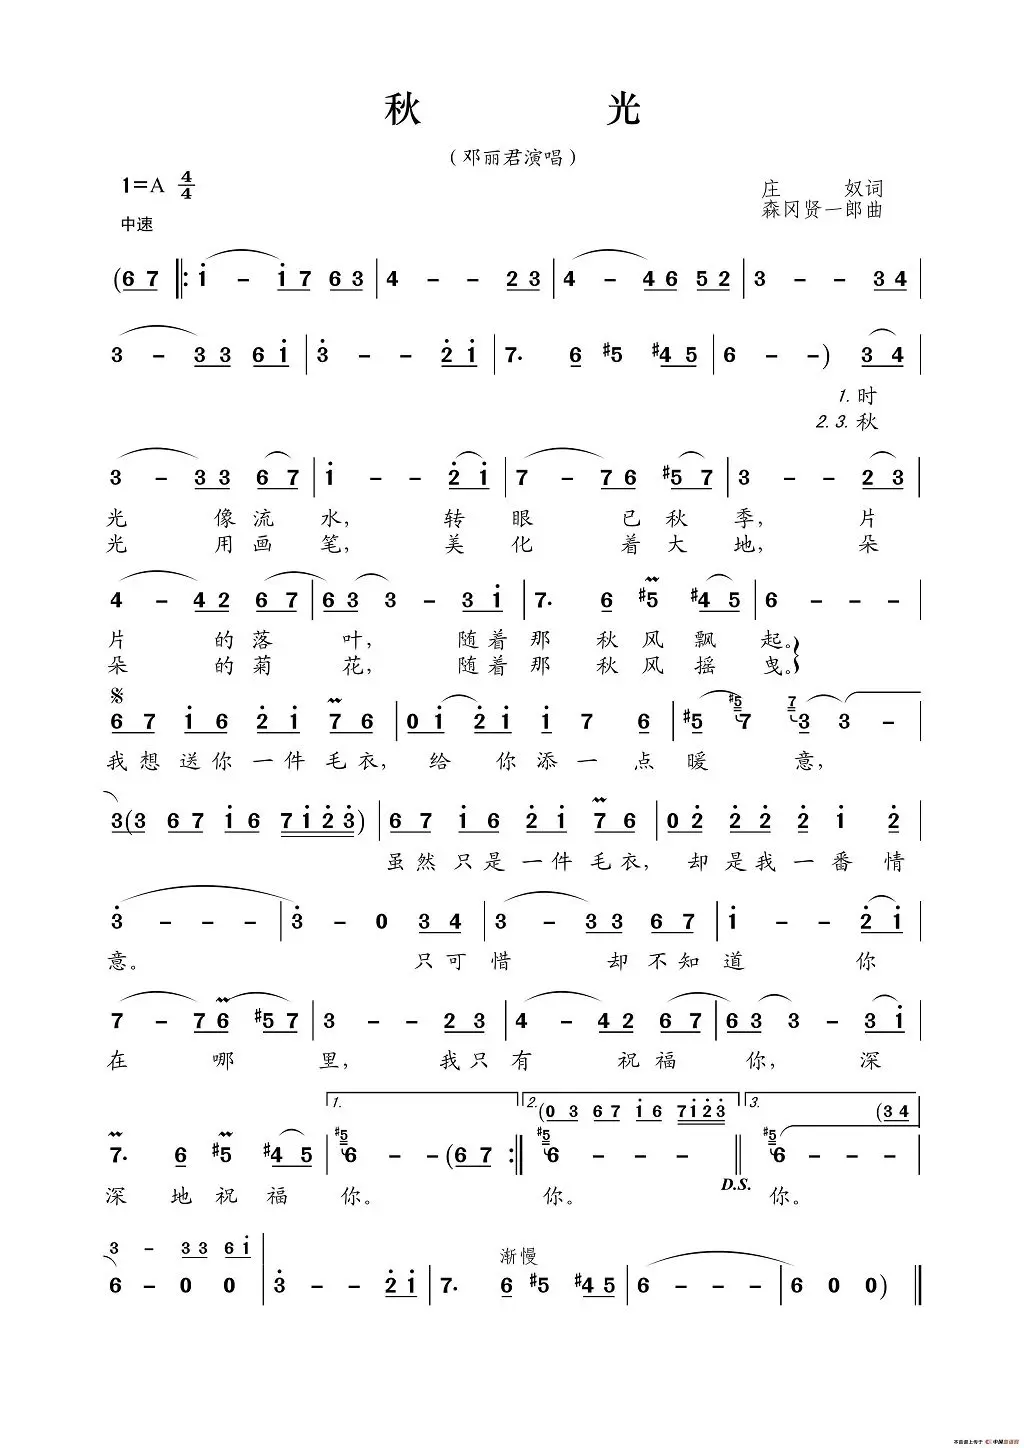 秋 光
（邓丽君演唱）
1=A 4/4
庄 奴词
中速
森冈贤一郎曲
(6 7 ‖: i – i 7 6 3 | 4 – – 2 3 | 4 – 4 6 5 2 | 3 – – 3 4 |
3 – 3 3 6 i | 3 – – 2 i | 7. 6 #5 #4 5 | 6 – –) 3 4
1. 时
2. 3. 秋
3 – 3 3 6 7 | i – – 2 i | 7 – 7 6 #5 7 | 3 – – 2 3 |
光 像 流 水， 转 眼 已 秋 季， 片
光 用 画 笔， 美 化 着 大 地， 朵
4 – 4 2 6 7 | 6 3 3 – 3 i | 7. 6 #5 #4 5 | 6 – – – |
片 的 落 叶， 随 着 那 秋 风 飘 起。
朵 的 菊 花， 随 着 那 秋 风 摇 曳。
6 7 i 6 2 i 7 6 | 0 i 2 i i 7 6 | #5 #5 7 7 3 3 – |
我 想 送 你 一 件 毛 衣， 给 你 添 一 点 暖 意，
3 (3 6 7 i 6 7 i 2 3) | 6 7 i 6 2 i 7 6 | 0 2 2 2 2 i 2 |
虽 然 只 是 一 件 毛 衣， 却 是 我 一 番 情
3 – – – | 3 – 0 3 4 | 3 – 3 3 6 7 | i – – 2 i |
意。 只 可 惜 却 不 知 道 你
7 – 7 6 #5 7 | 3 – – 2 3 | 4 – 4 2 6 7 | 6 3 3 – 3 i |
在 哪 里， 我 只 有 祝 福 你， 深
1. 2. (0 3 6 7 i 6 7 i 2 3 3. (3 4
7. 6 #5 #4 5 | #5 6 – – (6 7 :‖ #5 6 – – – ‖ #5 6 – – – |
D.S.
深 地 祝 福 你。 你。 你。
3 – 3 3 6 i
渐慢
6 – 0 0 | 3 – – 2 i | 7. 6 #5 #4 5 | 6 – – – | 6 0 0) ‖